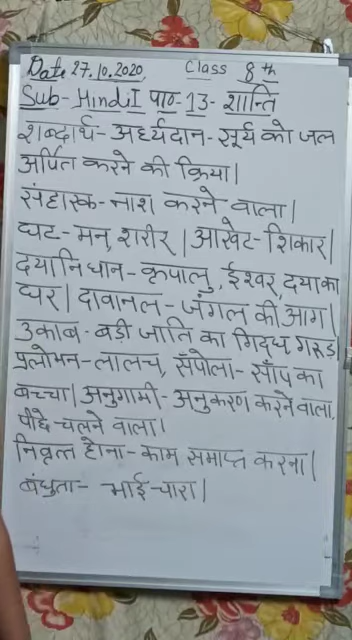 Date 27.10.2020, Class 8th
Sub-HindI पाठ-13- शान्ति
शब्दार्थ- अर्ध्यदान- सूर्य को जल
अर्पित करने की क्रिया।
संहारक- नाश करने वाला।
घट- मन, शरीर। आखेट- शिकार।
दयानिधान- कृपालु, ईश्वर, दया का
घर। दावानल- जंगल की आग।
उकाब- बडी जाति का गिद्ध, गरूड
प्रलोभन- लालच, सँपोला- साँप का
बच्चा। अनुगामी- अनुकरण करने वाला,
पीछे चलने वाला।
निवृत्त होना- काम समाप्त करना।
बंधुता- भाई-चारा।